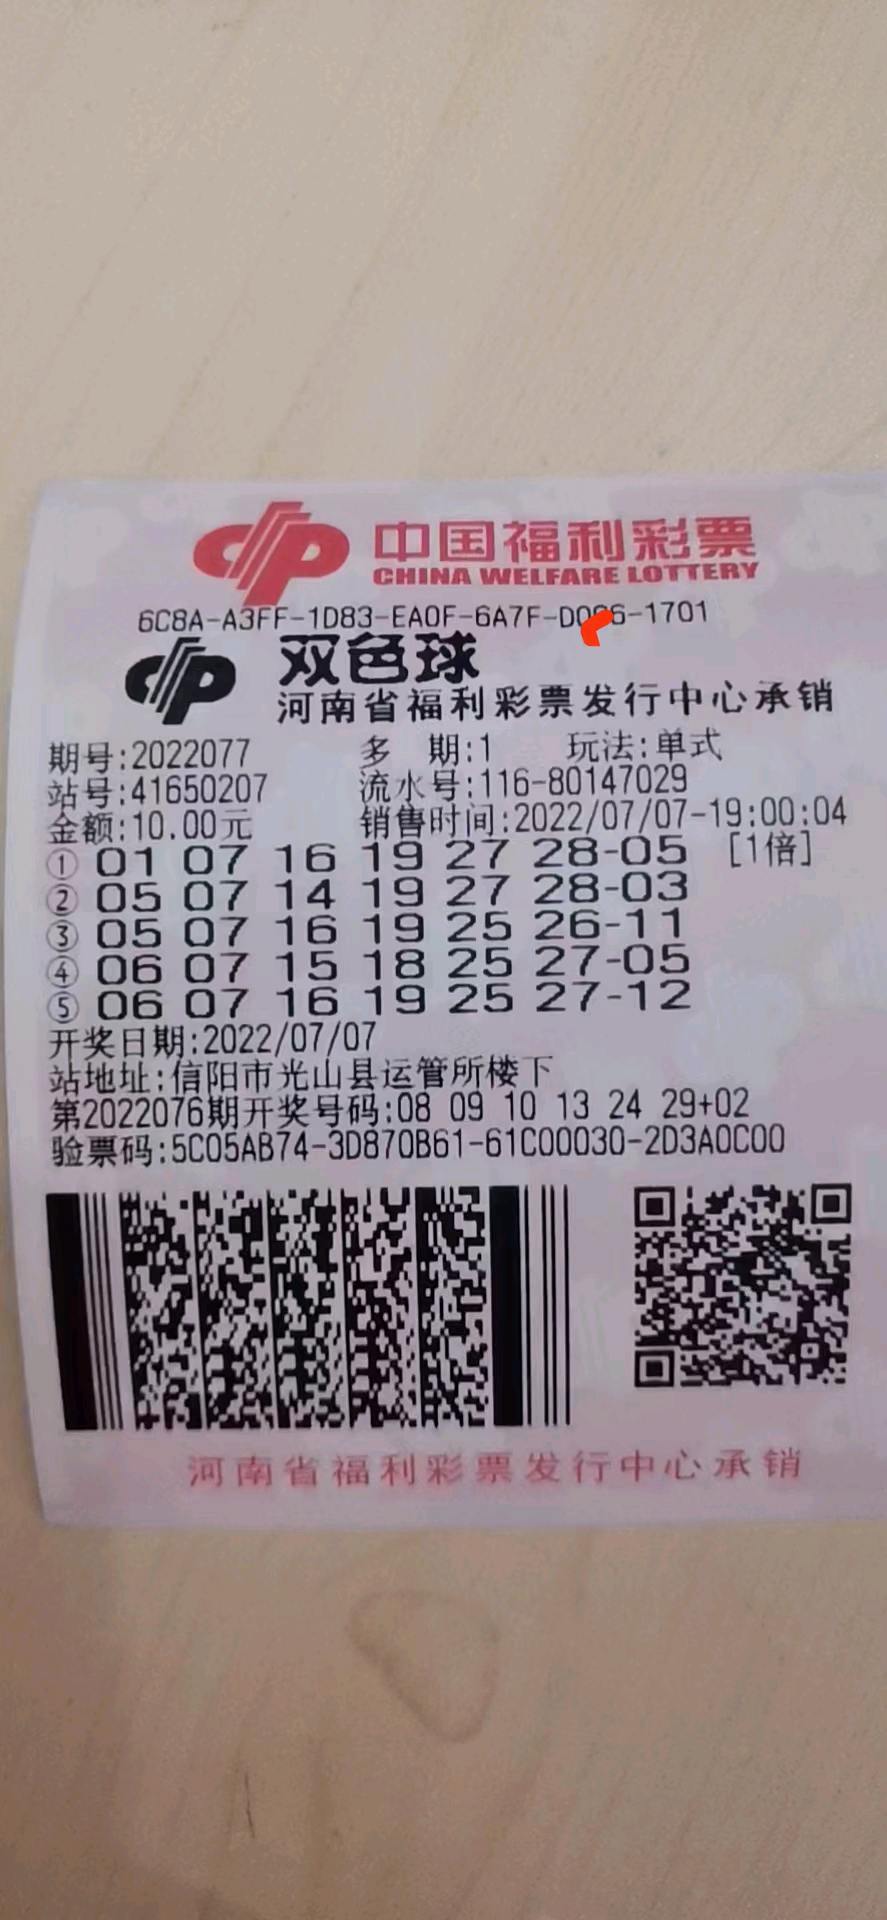 中国福利彩票
CHINA WELFARE LOTTERY
6C8A-A3FF-1D83-EA0F-6A7F-
-1701
双色球
河南省福利彩票发行中心承销
期号:2022077 多 期:1 玩法:单式
站号:41650207 流水号:116-80147029
金额:10.00元 销售时间:2022/07/07-19:00:04
① 01 07 16 19 27 28-05 [1倍]
② 05 07 14 19 27 28-03
③ 05 07 16 19 25 26-11
④ 06 07 15 18 25 27-05
⑤ 06 07 16 19 25 27-12
开奖日期:2022/07/07
站地址:信阳市光山县运管所楼下
第2022076期开奖号码:08 09 10 13 24 29+02
验票码:5C05AB74-3D870B61-61C00030-2D3A0C00
河南省福利彩票发行中心承销